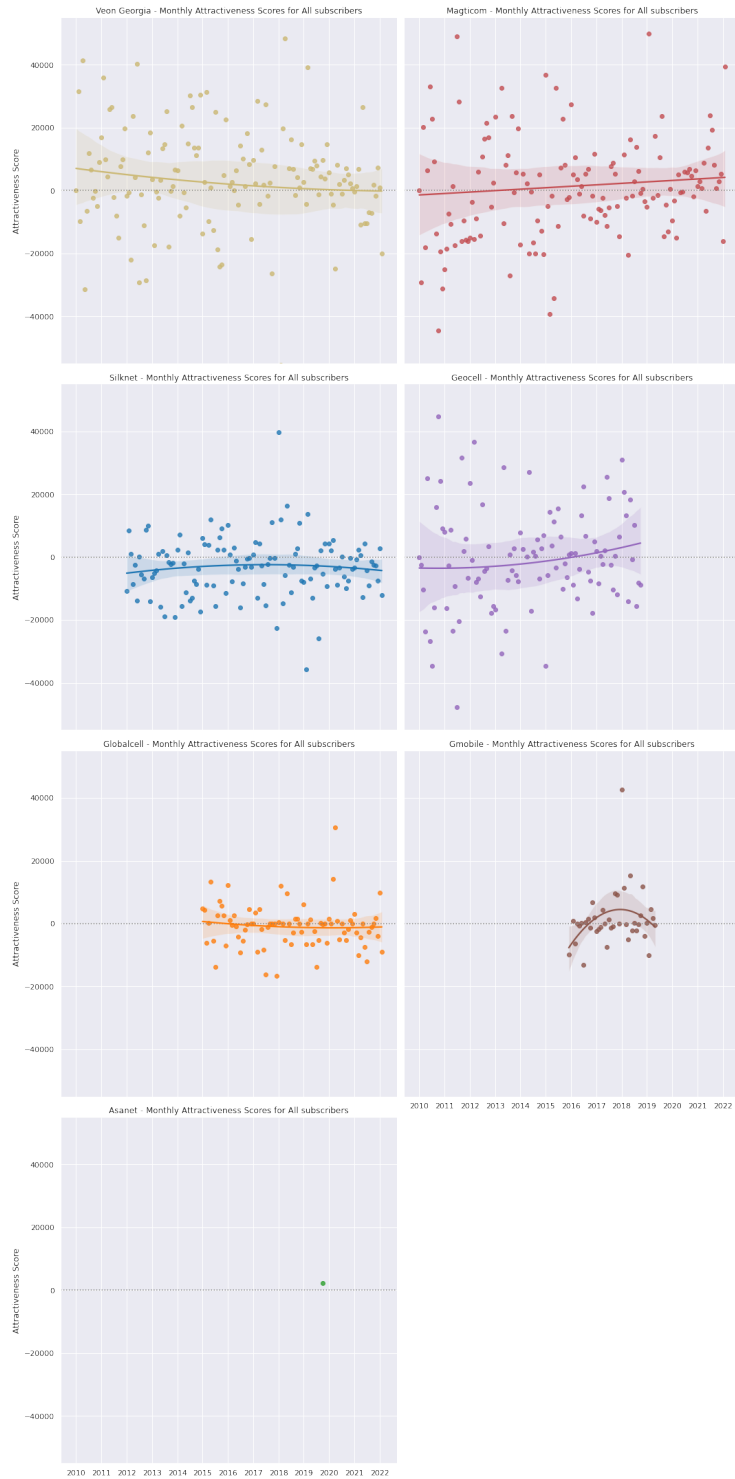 Veon Georgia - Monthly Attractiveness Scores for All subscribers
Magticom - Monthly Attractiveness Scores for All subscribers
40000
20000
0
−20000
−40000
Attractiveness Score
Silknet - Monthly Attractiveness Scores for All subscribers
Geocell - Monthly Attractiveness Scores for All subscribers
40000
20000
0
−20000
−40000
Attractiveness Score
Globalcell - Monthly Attractiveness Scores for All subscribers
Gmobile - Monthly Attractiveness Scores for All subscribers
40000
20000
0
−20000
−40000
Attractiveness Score
2010 2011 2012 2013 2014 2015 2016 2017 2018 2019 2020 2021 2022
Asanet - Monthly Attractiveness Scores for All subscribers
40000
20000
0
−20000
−40000
Attractiveness Score
2010 2011 2012 2013 2014 2015 2016 2017 2018 2019 2020 2021 2022